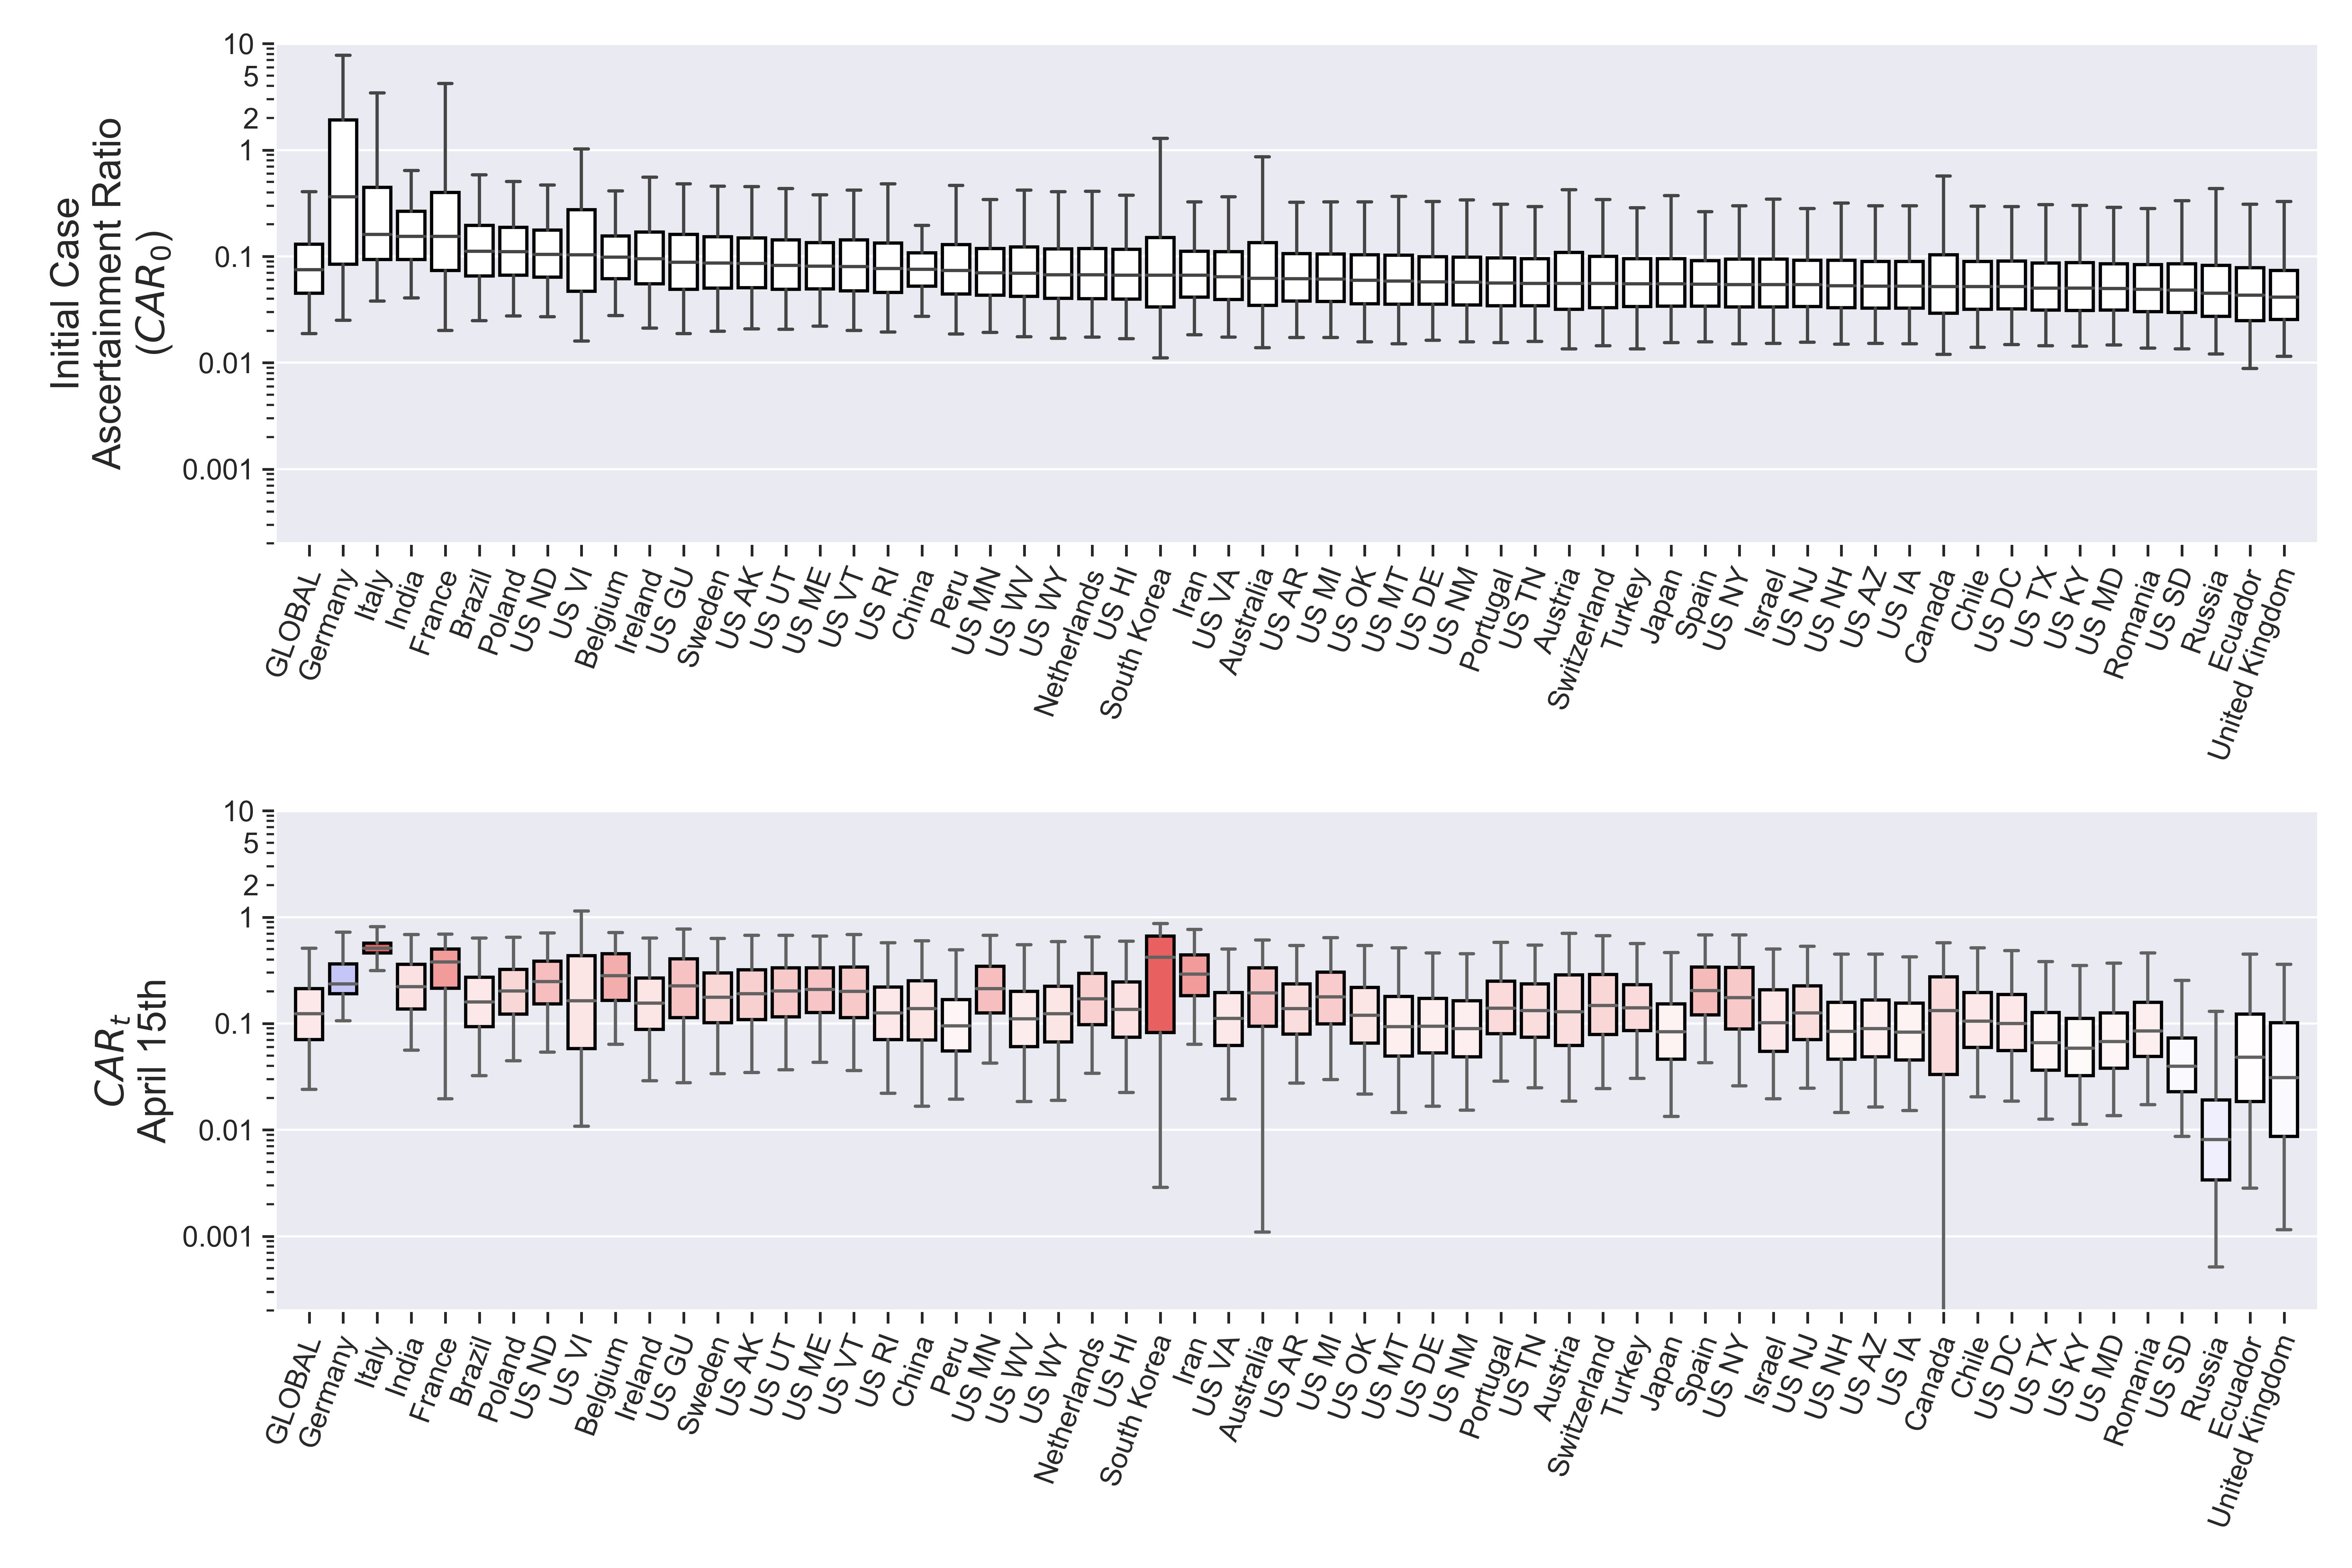 Initial Case
Ascertainment Ratio
(CAR₀)
10
5
2
1
0.1
0.01
0.001
GLOBAL
Germany
Italy
India
France
Brazil
Poland
US ND
US VI
Belgium
Ireland
US GU
Sweden
US AK
US UT
US ME
US VT
US RI
China
Peru
US MN
US WV
US WY
Netherlands
US HI
South Korea
Iran
US VA
Australia
US AR
US MI
US OK
US MT
US DE
US NM
Portugal
US TN
Austria
Switzerland
Turkey
Japan
Spain
US NY
Israel
US NJ
US NH
US AZ
US IA
Canada
Chile
US DC
US TX
US KY
US MD
Romania
US SD
Russia
Ecuador
United Kingdom
CARₜ
April 15th
10
5
2
1
0.1
0.01
0.001
GLOBAL
Germany
Italy
India
France
Brazil
Poland
US ND
US VI
Belgium
Ireland
US GU
Sweden
US AK
US UT
US ME
US VT
US RI
China
Peru
US MN
US WV
US WY
Netherlands
US HI
South Korea
Iran
US VA
Australia
US AR
US MI
US OK
US MT
US DE
US NM
Portugal
US TN
Austria
Switzerland
Turkey
Japan
Spain
US NY
Israel
US NJ
US NH
US AZ
US IA
Canada
Chile
US DC
US TX
US KY
US MD
Romania
US SD
Russia
Ecuador
United Kingdom